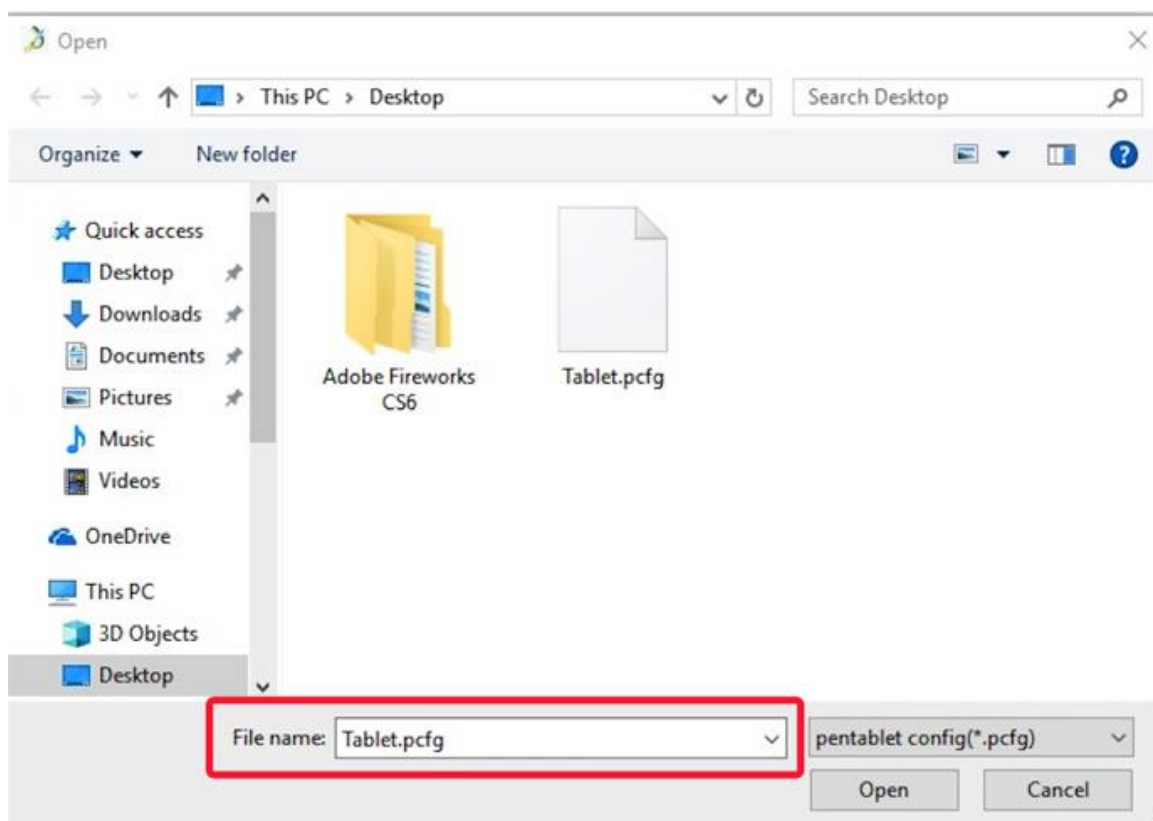 Open
This PC > Desktop
Search Desktop
Organize
New folder
Quick access
Desktop
Downloads
Documents
Pictures
Music
Videos
OneDrive
This PC
3D Objects
Desktop
Adobe Fireworks
CS6
Tablet.pcfg
File name: Tablet.pcfg
pentablet config(*.pcfg)
Open
Cancel